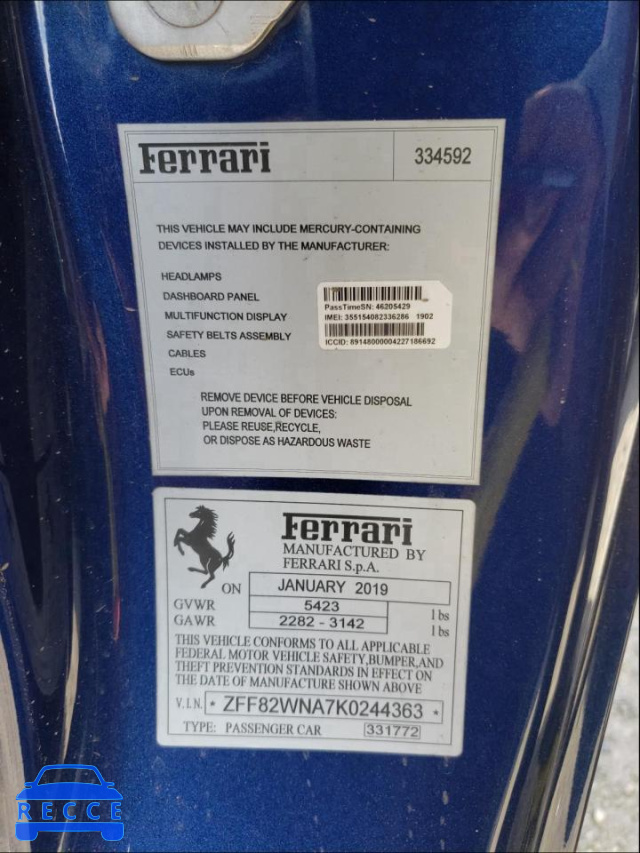 Ferrari 334592
THIS VEHICLE MAY INCLUDE MERCURY-CONTAINING
DEVICES INSTALLED BY THE MANUFACTURER:
HEADLAMPS
DASHBOARD PANEL
MULTIFUNCTION DISPLAY
SAFETY BELTS ASSEMBLY
CABLES
ECUs
PassTimeSN: 46205429
IMEI: 355154082336286 1902
ICCID: 89148000004227186692
REMOVE DEVICE BEFORE VEHICLE DISPOSAL
UPON REMOVAL OF DEVICES:
PLEASE REUSE,RECYCLE,
OR DISPOSE AS HAZARDOUS WASTE
Ferrari
MANUFACTURED BY
FERRARI S.p.A.
ON JANUARY 2019
GVWR 5423 lbs
GAWR 2282 - 3142 lbs
THIS VEHICLE CONFORMS TO ALL APPLICABLE
FEDERAL MOTOR VEHICLE SAFETY,BUMPER,AND
THEFT PREVENTION STANDARDS IN EFFECT ON
THE DATE OF MANUFACTURE SHOWN ABOVE
V.I.N. * ZFF82WNA7K0244363 *
TYPE: PASSENGER CAR 331772
RECCE